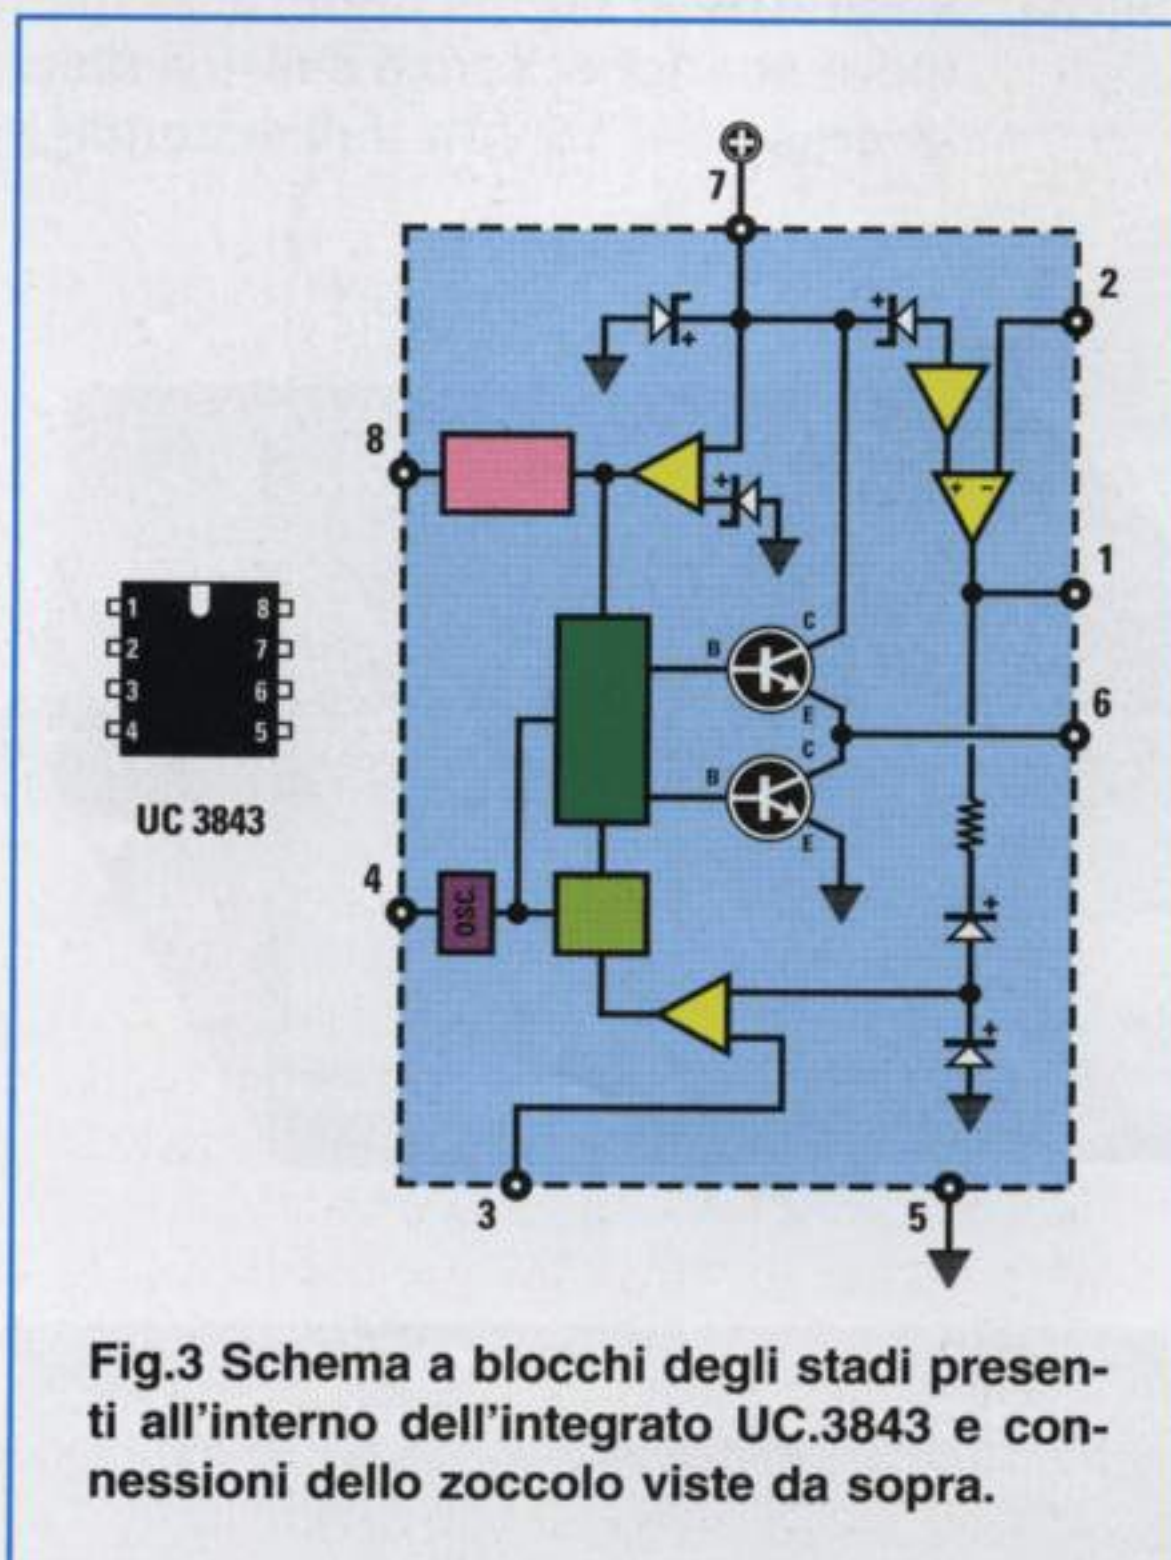 7
2
8
1
1 8
2 7
3 6
4 5
UC 3843
+
+
+
+ -
C
B
E
6
C
B
E
4
OSC.
+
+
3
5
Fig.3 Schema a blocchi degli stadi presen-
ti all'interno dell'integrato UC.3843 e con-
nessioni dello zoccolo viste da sopra.